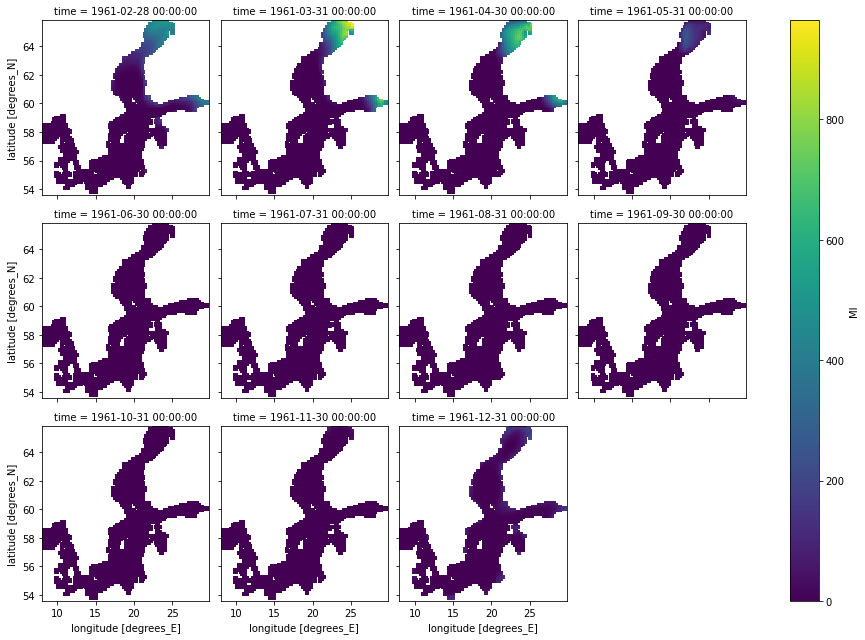 time = 1961-02-28 00:00:00
time = 1961-03-31 00:00:00
time = 1961-04-30 00:00:00
time = 1961-05-31 00:00:00
latitude [degrees_N]
64
62
60
58
56
54
time = 1961-06-30 00:00:00
time = 1961-07-31 00:00:00
time = 1961-08-31 00:00:00
time = 1961-09-30 00:00:00
latitude [degrees_N]
64
62
60
58
56
54
time = 1961-10-31 00:00:00
time = 1961-11-30 00:00:00
time = 1961-12-31 00:00:00
latitude [degrees_N]
64
62
60
58
56
54
10 15 20 25
longitude [degrees_E]
10 15 20 25
longitude [degrees_E]
10 15 20 25
longitude [degrees_E]
800
600
400
200
0
MI